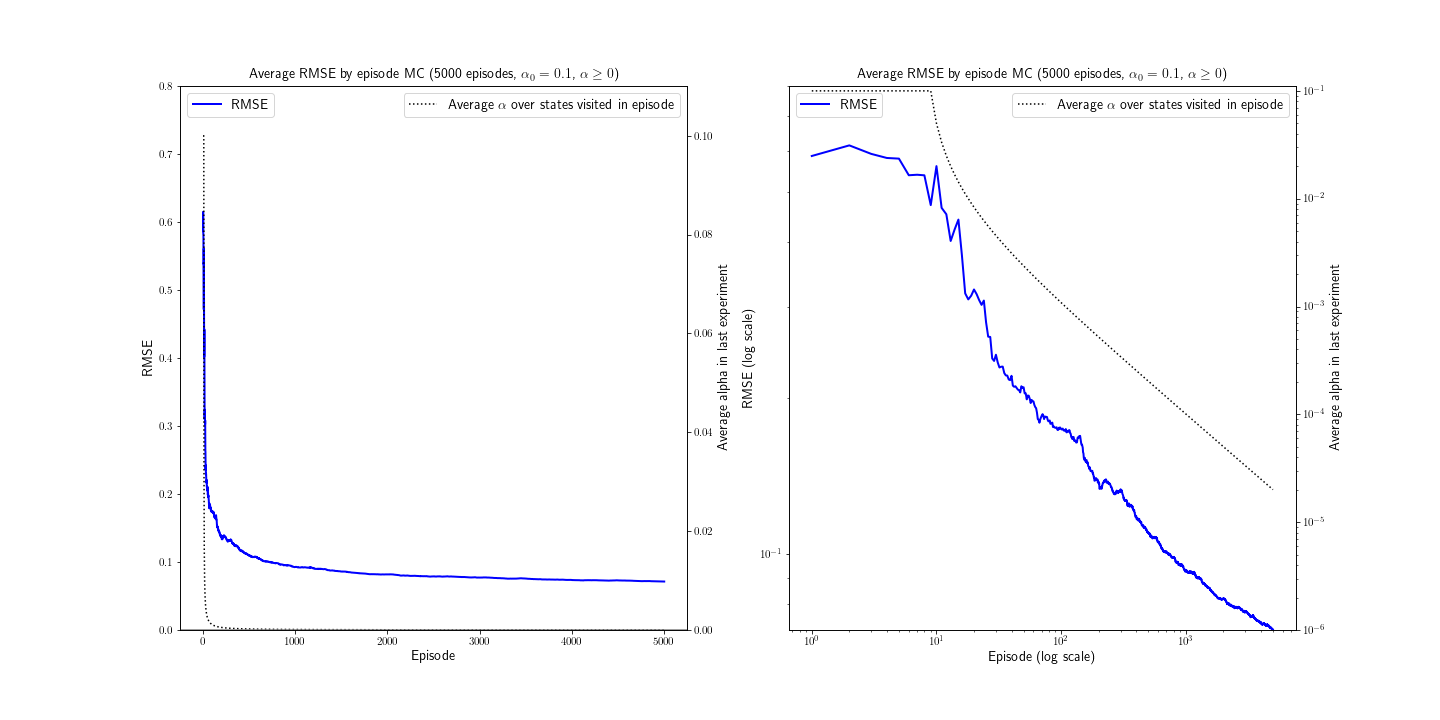 Average RMSE by episode MC (5000 episodes, α₀ = 0.1, α ≥ 0)
RMSE
Average α over states visited in episode
0.8
0.7
0.6
0.5
0.4
0.3
0.2
0.1
0.0
RMSE
0.10
0.08
0.06
0.04
0.02
0.00
Average alpha in last experiment
0
1000
2000
3000
4000
5000
Episode
Average RMSE by episode MC (5000 episodes, α₀ = 0.1, α ≥ 0)
RMSE
Average α over states visited in episode
10⁻¹
RMSE (log scale)
10⁻¹
10⁻²
10⁻³
10⁻⁴
10⁻⁵
10⁻⁶
Average alpha in last experiment
10⁰
10¹
10²
10³
Episode (log scale)